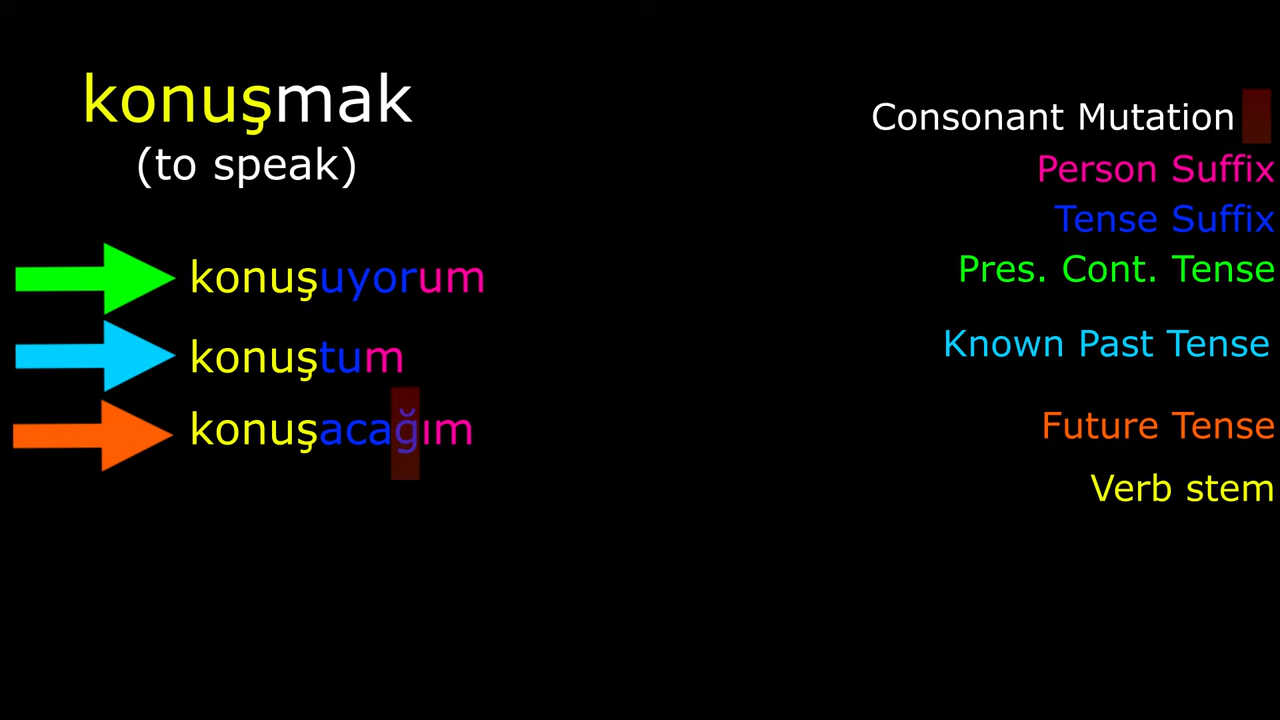 konuşmak
(to speak)
konuşuyorum
konuştum
konuşacağım
Consonant Mutation
Person Suffix
Tense Suffix
Pres. Cont. Tense
Known Past Tense
Future Tense
Verb stem